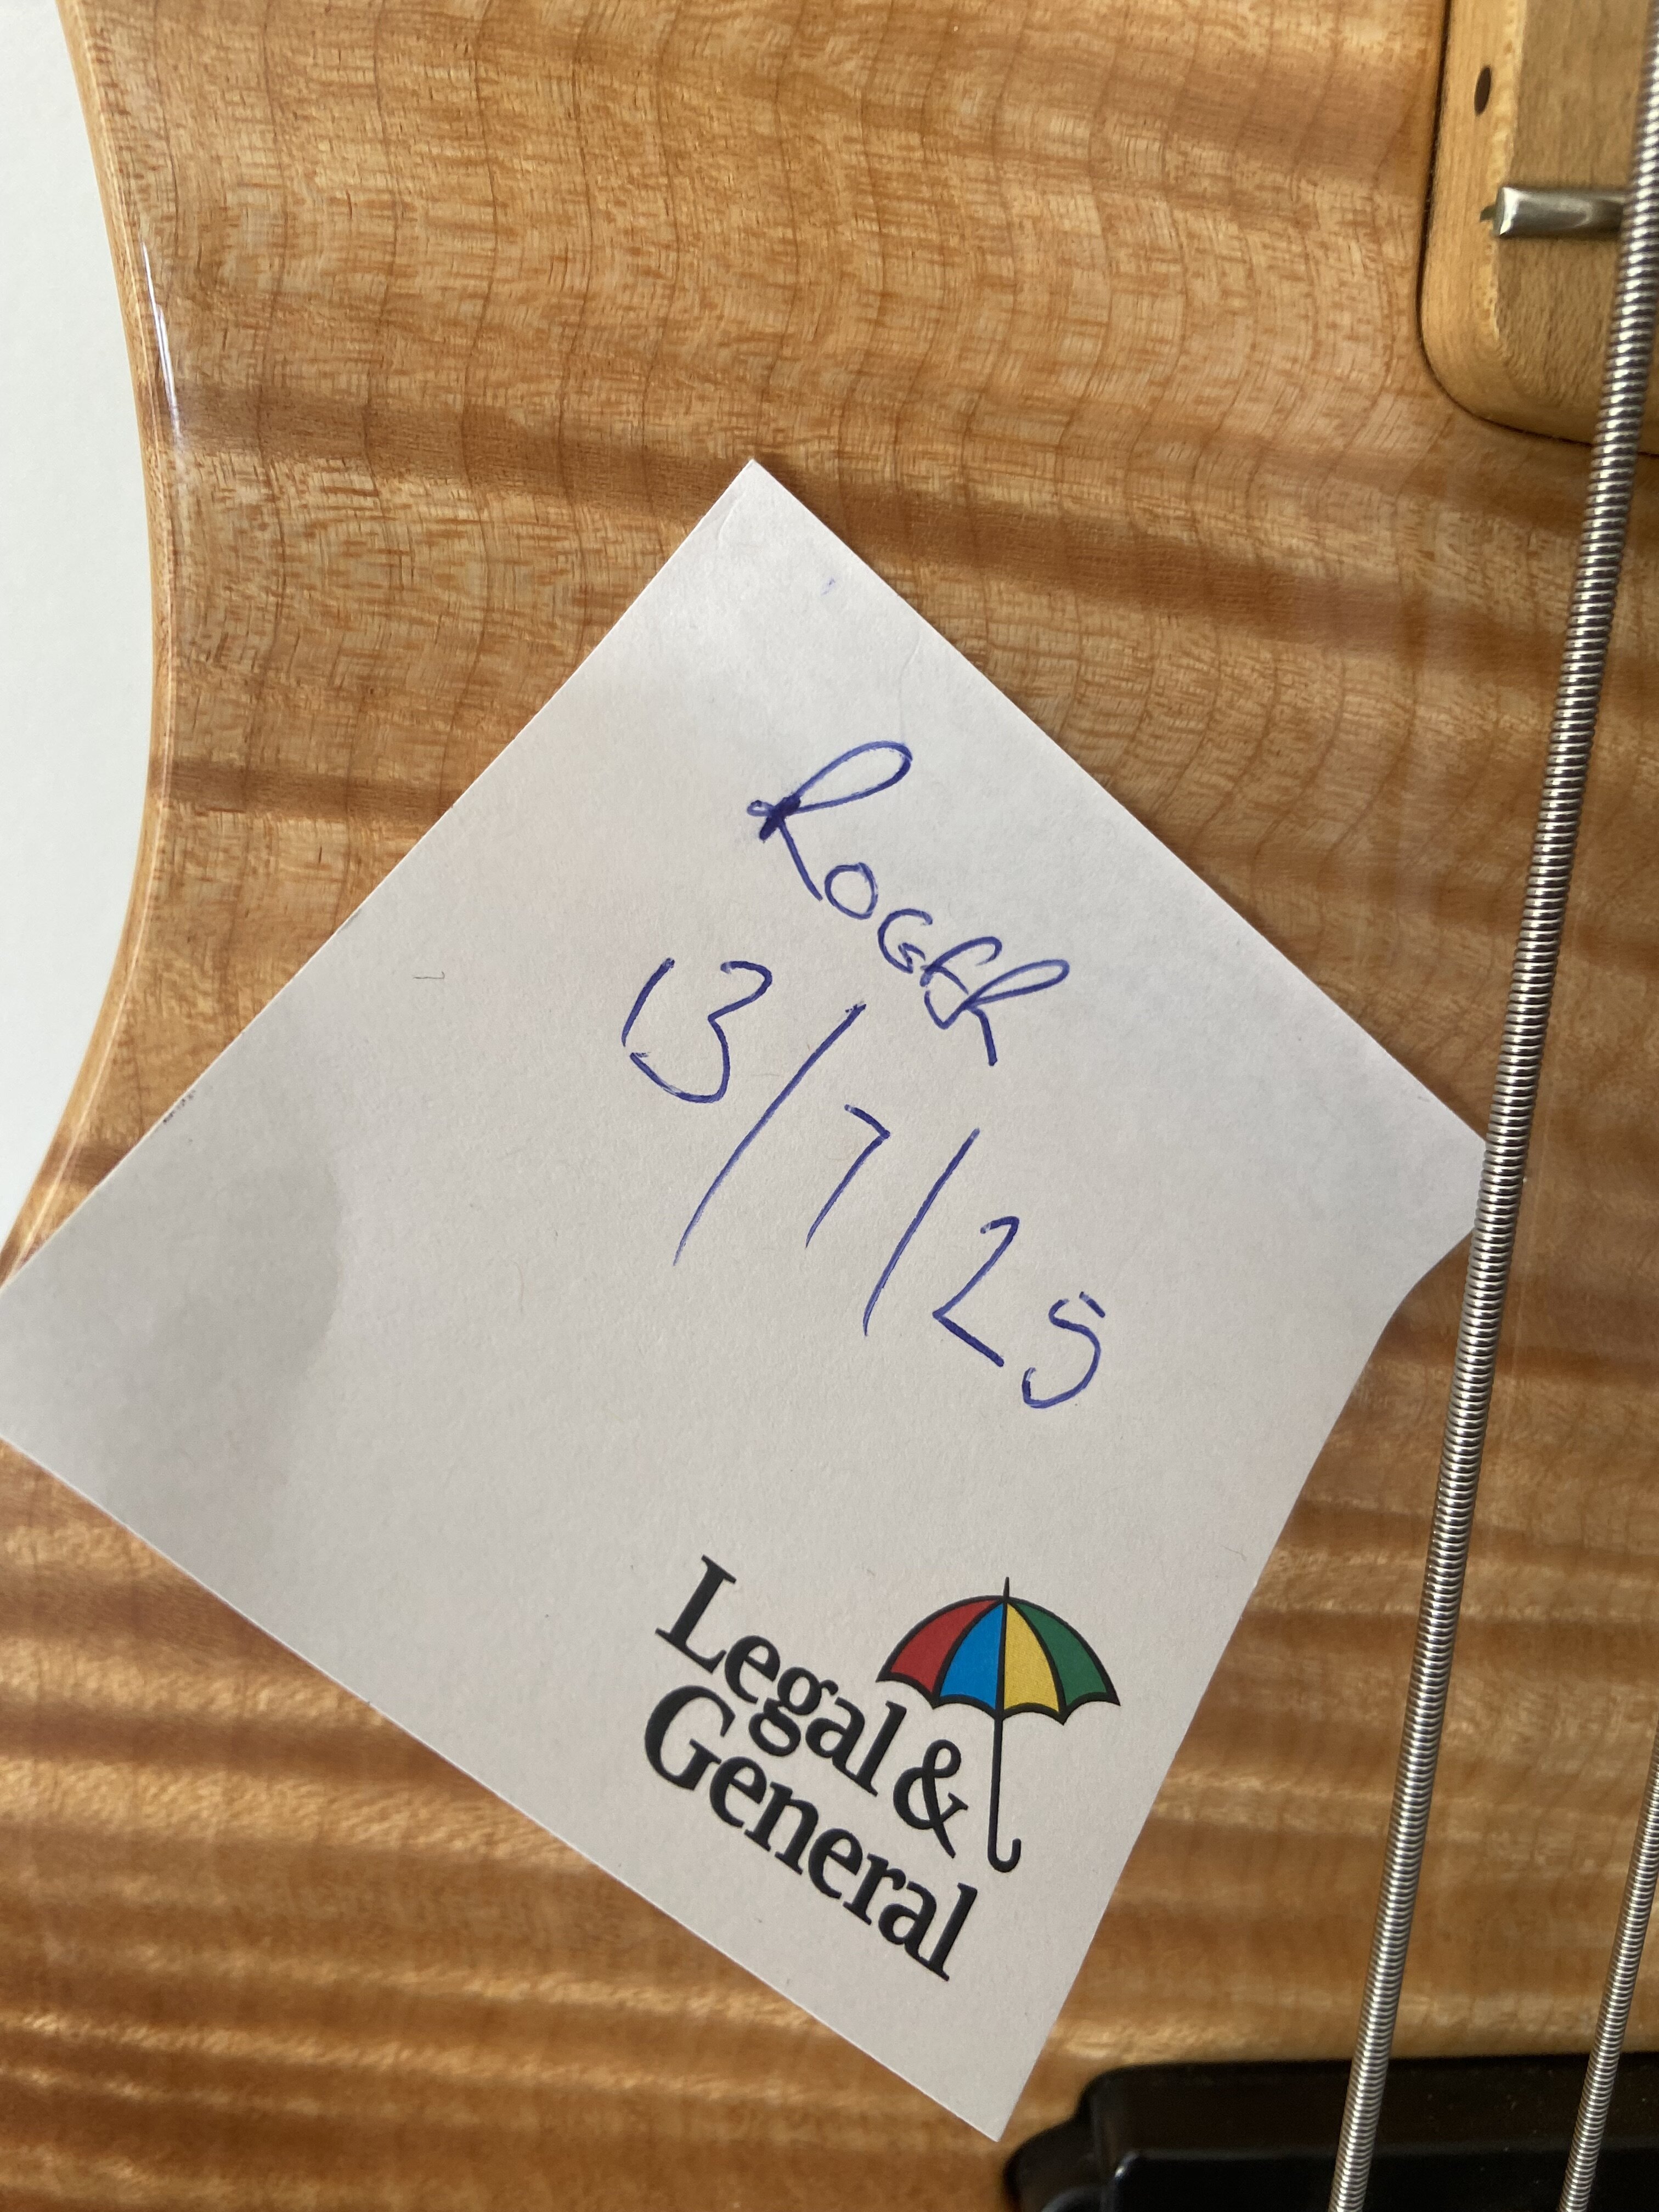 ROGER
13/7/25
Legal &
General